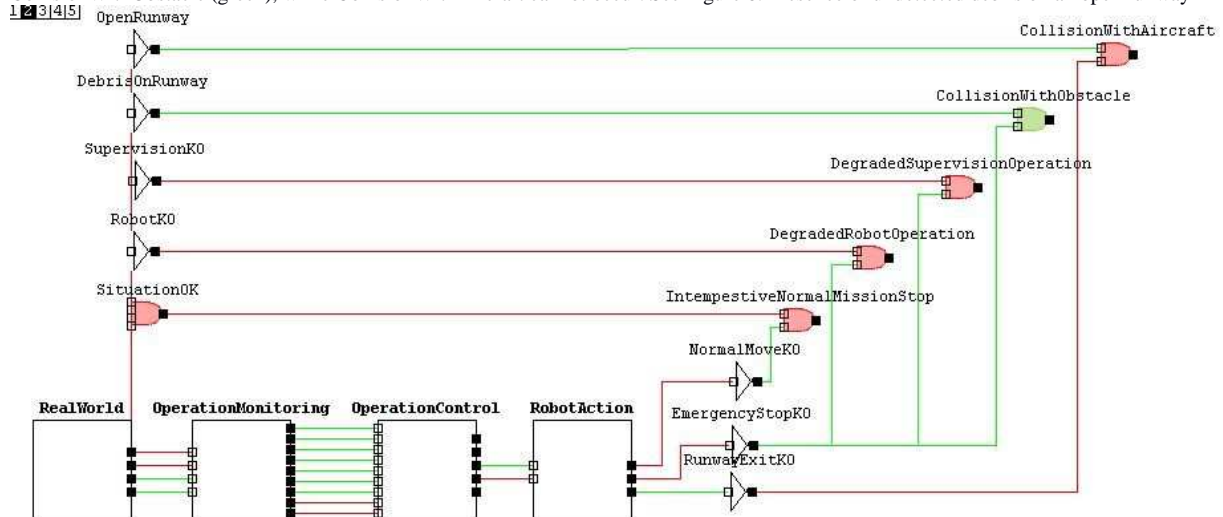 1 2 3 4 5
OpenRunway
CollisionWithAircraft
DebrisOnRunway
CollisionWithObstacle
SupervisionKO
DegradedSupervisionOperation
RobotKO
DegradedRobotOperation
SituationOK
IntempestiveNormalMissionStop
NormalMoveKO
RealWorld OperationMonitoring OperationControl RobotAction
EmergencyStopKO
RunwayExitKO